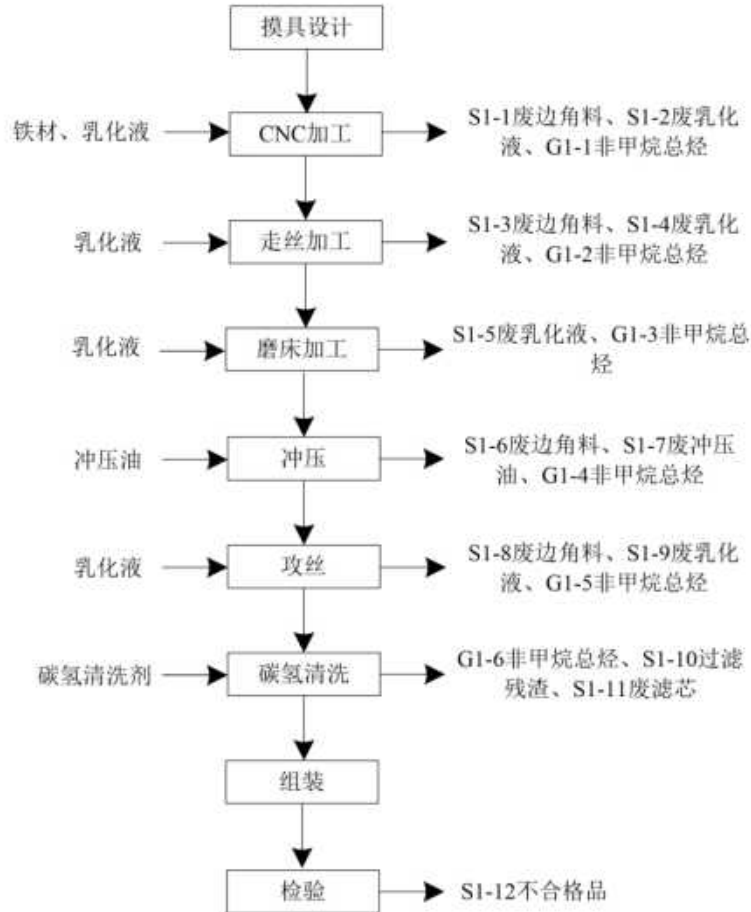 摸具设计
铁材、乳化液
CNC加工
S1-1废边角料、S1-2废乳化
液、G1-1非甲烷总烃
乳化液
走丝加工
S1-3废边角料、S1-4废乳化
液、G1-2非甲烷总烃
乳化液
磨床加工
S1-5废乳化液、G1-3非甲烷总
烃
冲压油
冲压
S1-6废边角料、S1-7废冲压
油、G1-4非甲烷总烃
乳化液
攻丝
S1-8废边角料、S1-9废乳化
液、G1-5非甲烷总烃
碳氢清洗剂
碳氢清洗
G1-6非甲烷总烃、S1-10过滤
残渣、S1-11废滤芯
组装
检验
S1-12不合格品